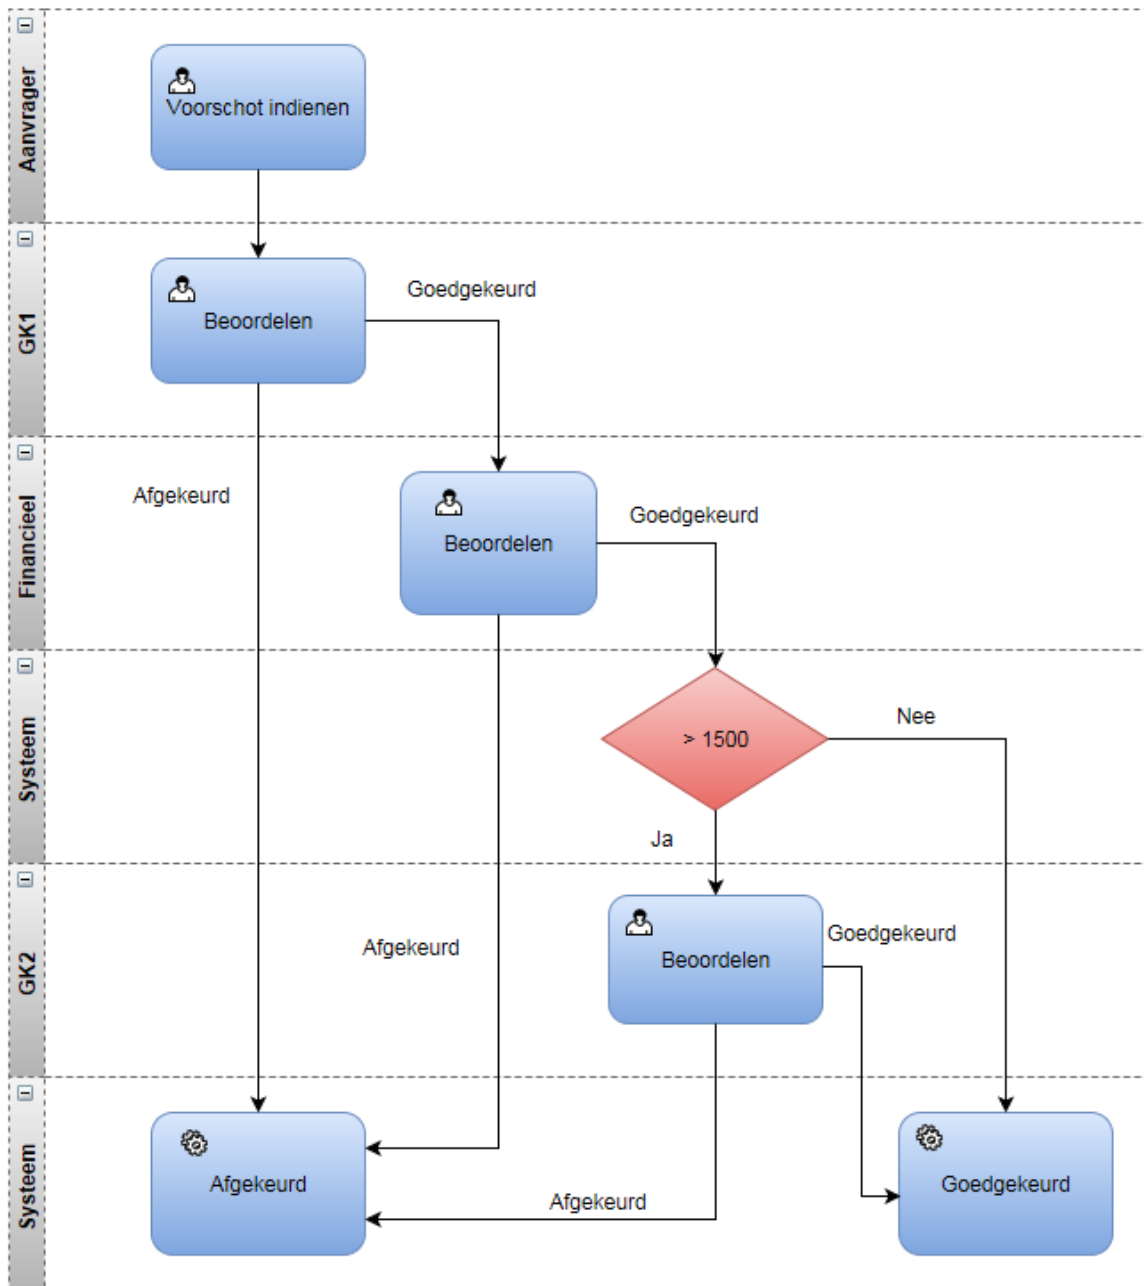 Aanvrager
Voorschot indienen
GK1
Beoordelen
Goedgekeurd
Financieel
Afgekeurd
Beoordelen
Goedgekeurd
Systeem
> 1500
Nee
Ja
GK2
Afgekeurd
Beoordelen
Goedgekeurd
Systeem
Afgekeurd
Afgekeurd
Goedgekeurd